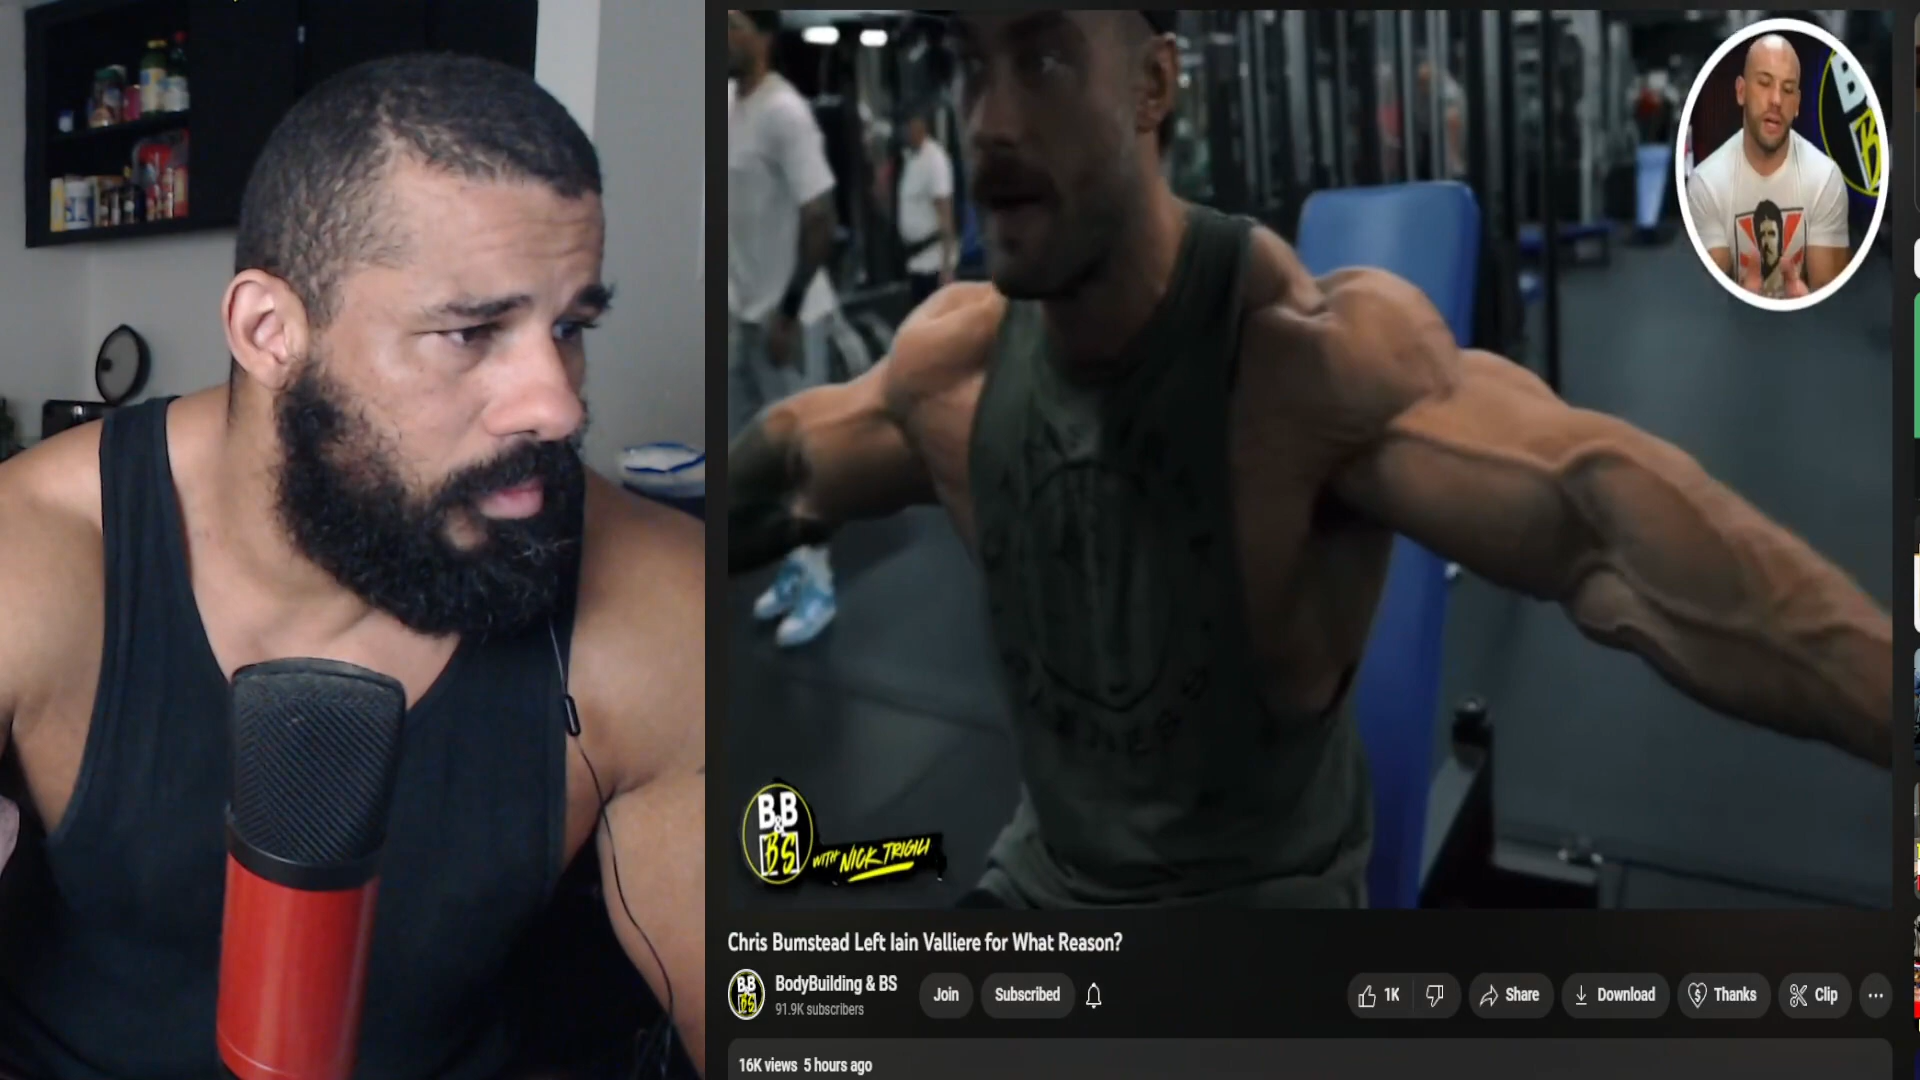 B&B
BS
WITH NICK TRIGILI
Chris Bumstead Left Iain Valliere for What Reason?
BodyBuilding & BS
91.9K subscribers
Join
Subscribed
1K
Share
Download
Thanks
Clip
16K views 5 hours ago